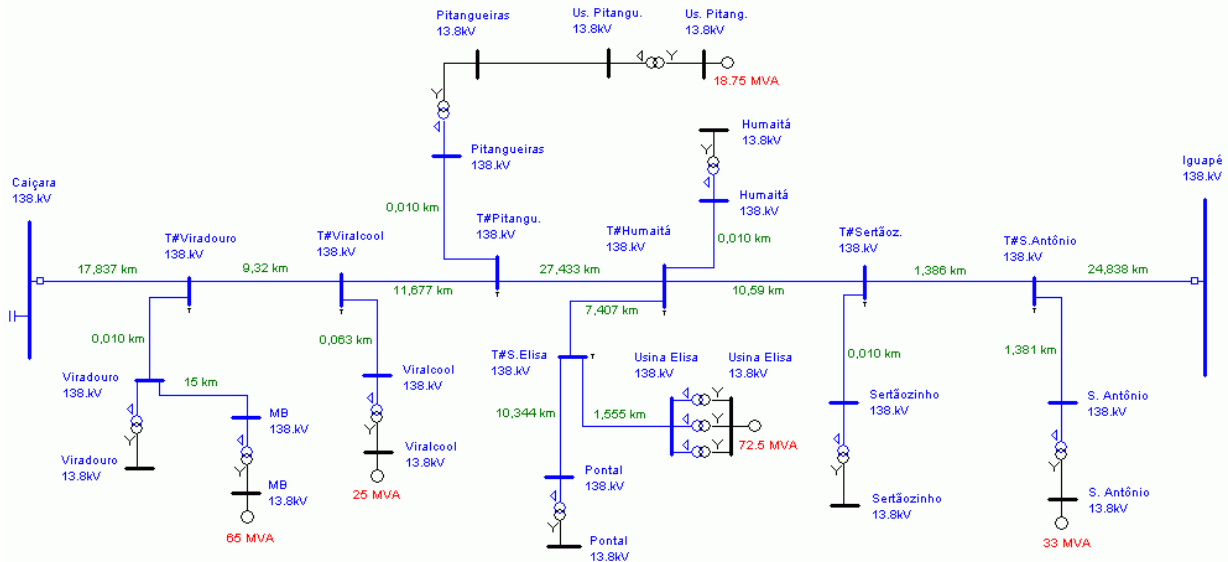 Pitangueiras
13.8kV
Us. Pitangu.
13.8kV
Us. Pitang.
13.8kV
18.75 MVA
Y
Y
Humaitá
13.8kV
Y
Pitangueiras
138.kV
Humaitá
138.kV
Caiçara
138.kV
Iguapé
138.kV
0,010 km
0,010 km
T#Viradouro
138.kV
T#Viralcool
138.kV
T#Pitangu.
138.kV
T#Humaitá
138.kV
T#Sertãoz.
138.kV
T#S.Antônio
138.kV
17,837 km
9,32 km
11,677 km
27,433 km
10,59 km
1,386 km
24,838 km
T
T
T
T
T
T
7,407 km
0,010 km
0,063 km
T#S.Elisa
138.kV
T
Usina Elisa
138.kV
Usina Elisa
13.8kV
0,010 km
1,381 km
Viradouro
138.kV
15 km
Viralcool
138.kV
10,344 km
1,555 km
Y
Y
Y
72.5 MVA
Sertãozinho
138.kV
S. Antônio
138.kV
MB
138.kV
Y
Y
Y
Y
Y
Viradouro
13.8kV
Viralcool
13.8kV
25 MVA
MB
13.8kV
65 MVA
Pontal
138.kV
Y
Pontal
13.8kV
Sertãozinho
13.8kV
S. Antônio
13.8kV
33 MVA